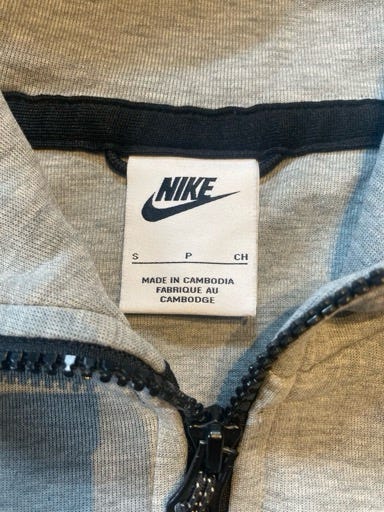 NIKE
S P CH
MADE IN CAMBODIA
FABRIQUE AU
CAMBODGE